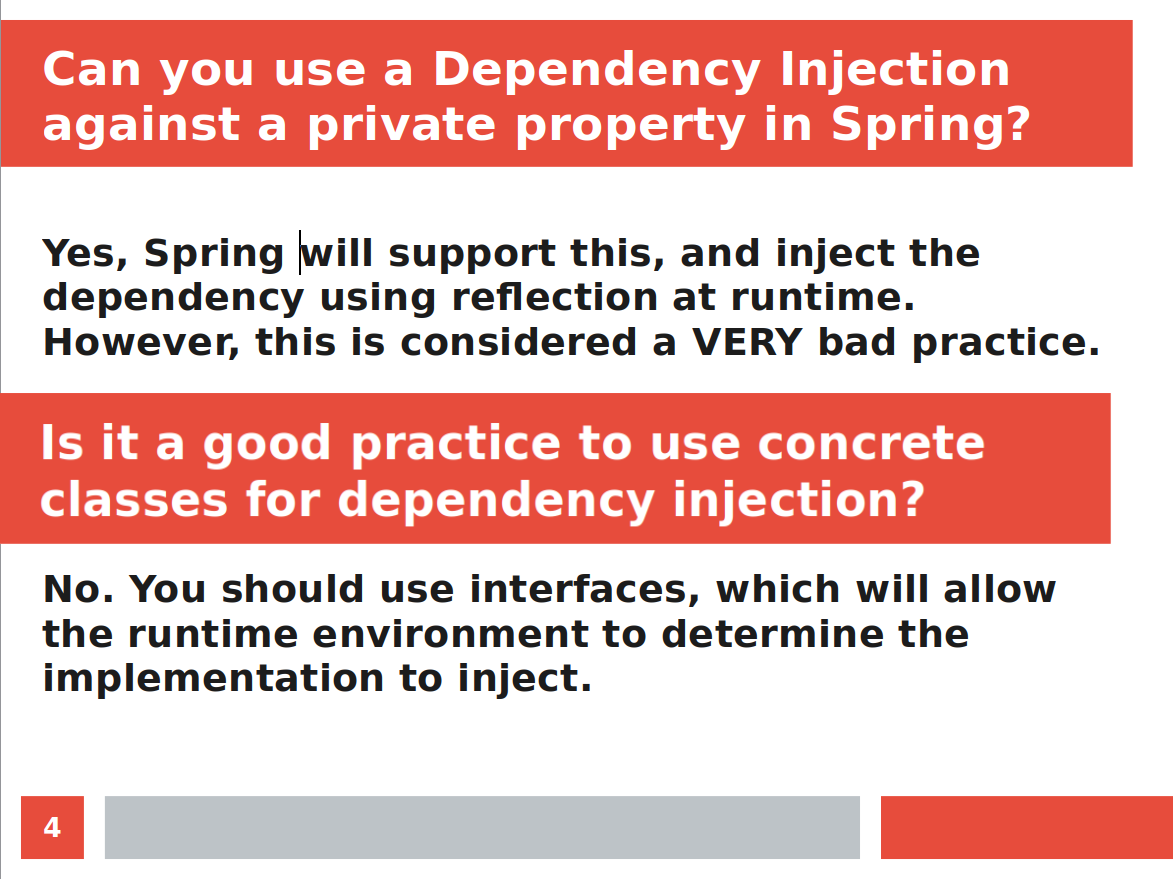 Can you use a Dependency Injection
against a private property in Spring?
Yes, Spring will support this, and inject the
dependency using reflection at runtime.
However, this is considered a VERY bad practice.
Is it a good practice to use concrete
classes for dependency injection?
No. You should use interfaces, which will allow
the runtime environment to determine the
implementation to inject.
4